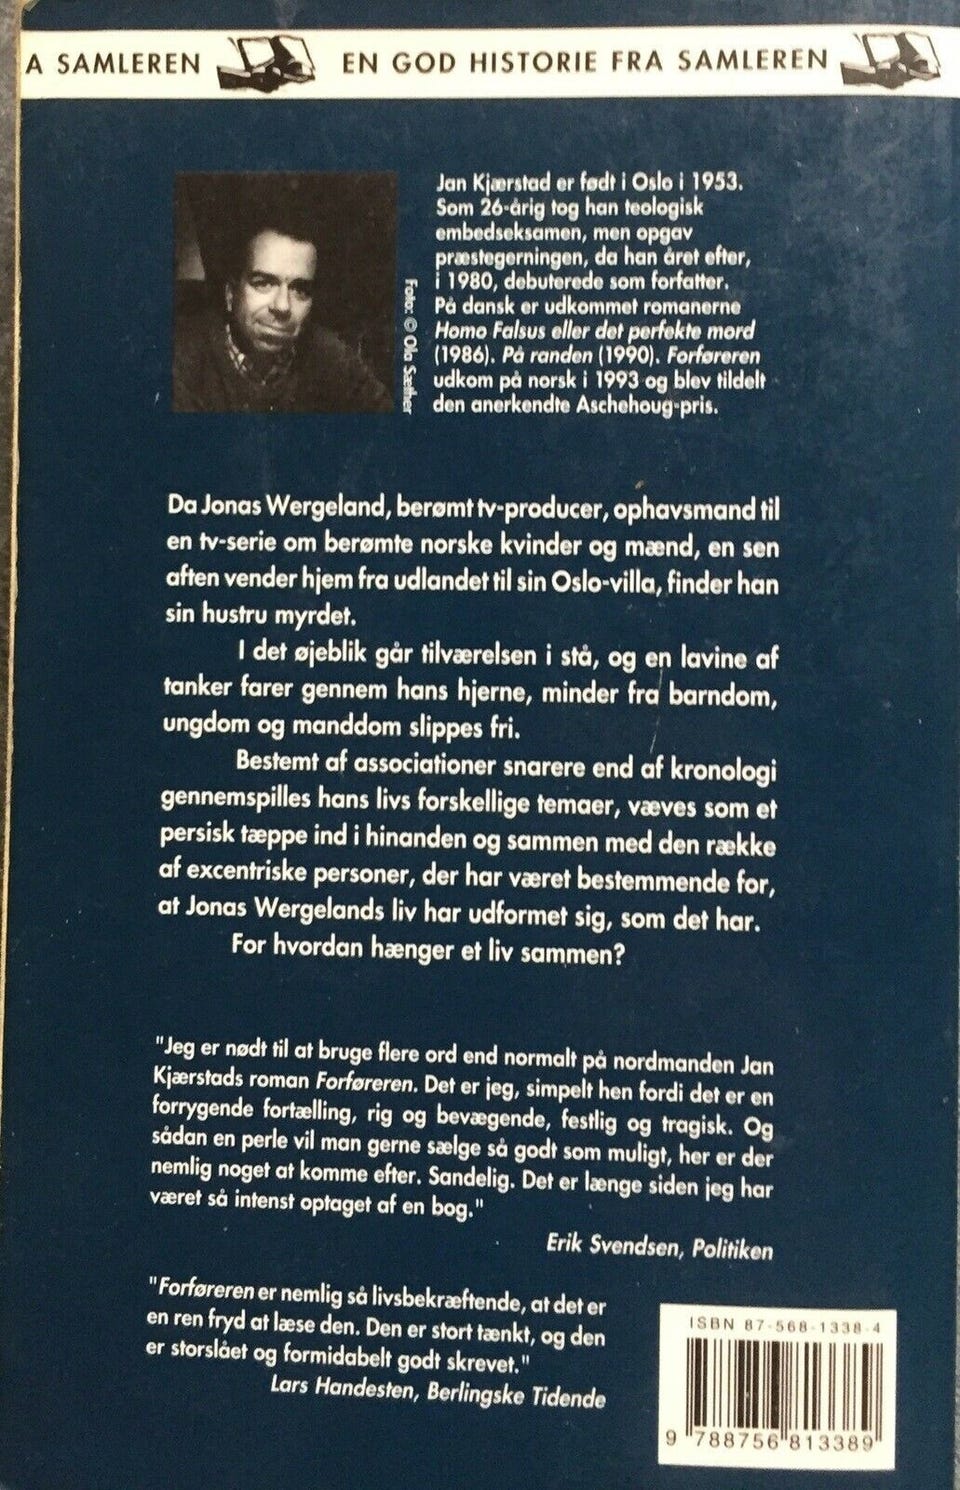 A SAMLEREN EN GOD HISTORIE FRA SAMLEREN
Jan Kjærstad er født i Oslo i 1953.
Som 26-årig tog han teologisk
embedseksamen, men opgav
præstegerningen, da han året efter,
i 1980, debuterede som forfatter.
På dansk er udkommet romanerne
Homo Falsus eller det perfekte mord
(1986). På randen (1990). Forføreren
udkom på norsk i 1993 og blev tildelt
den anerkendte Aschehoug-pris.
Foto: © Ola Sæther
Da Jonas Wergeland, berømt tv-producer, ophavsmand til
en tv-serie om berømte norske kvinder og mænd, en sen
aften vender hjem fra udlandet til sin Oslo-villa, finder han
sin hustru myrdet.
I det øjeblik går tilværelsen i stå, og en lavine af
tanker farer gennem hans hjerne, minder fra barndom,
ungdom og manddom slippes fri.
Bestemt af associationer snarere end af kronologi
gennemspilles hans livs forskellige temaer, væves som et
persisk tæppe ind i hinanden og sammen med den række
af excentriske personer, der har været bestemmende for,
at Jonas Wergelands liv har udformet sig, som det har.
For hvordan hænger et liv sammen?
"Jeg er nødt til at bruge flere ord end normalt på nordmanden Jan
Kjærstads roman Forføreren. Det er jeg, simpelt hen fordi det er en
forrygende fortælling, rig og bevægende, festlig og tragisk. Og
sådan en perle vil man gerne sælge så godt som muligt, her er der
nemlig noget at komme efter. Sandelig. Det er længe siden jeg har
været så intenst optaget af en bog."
Erik Svendsen, Politiken
"Forføreren er nemlig så livsbekræftende, at det er
en ren fryd at læse den. Den er stort tænkt, og den
er storslået og formidabelt godt skrevet."
Lars Handesten, Berlingske Tidende
ISBN 87-568-1338-4
9 788756 813389